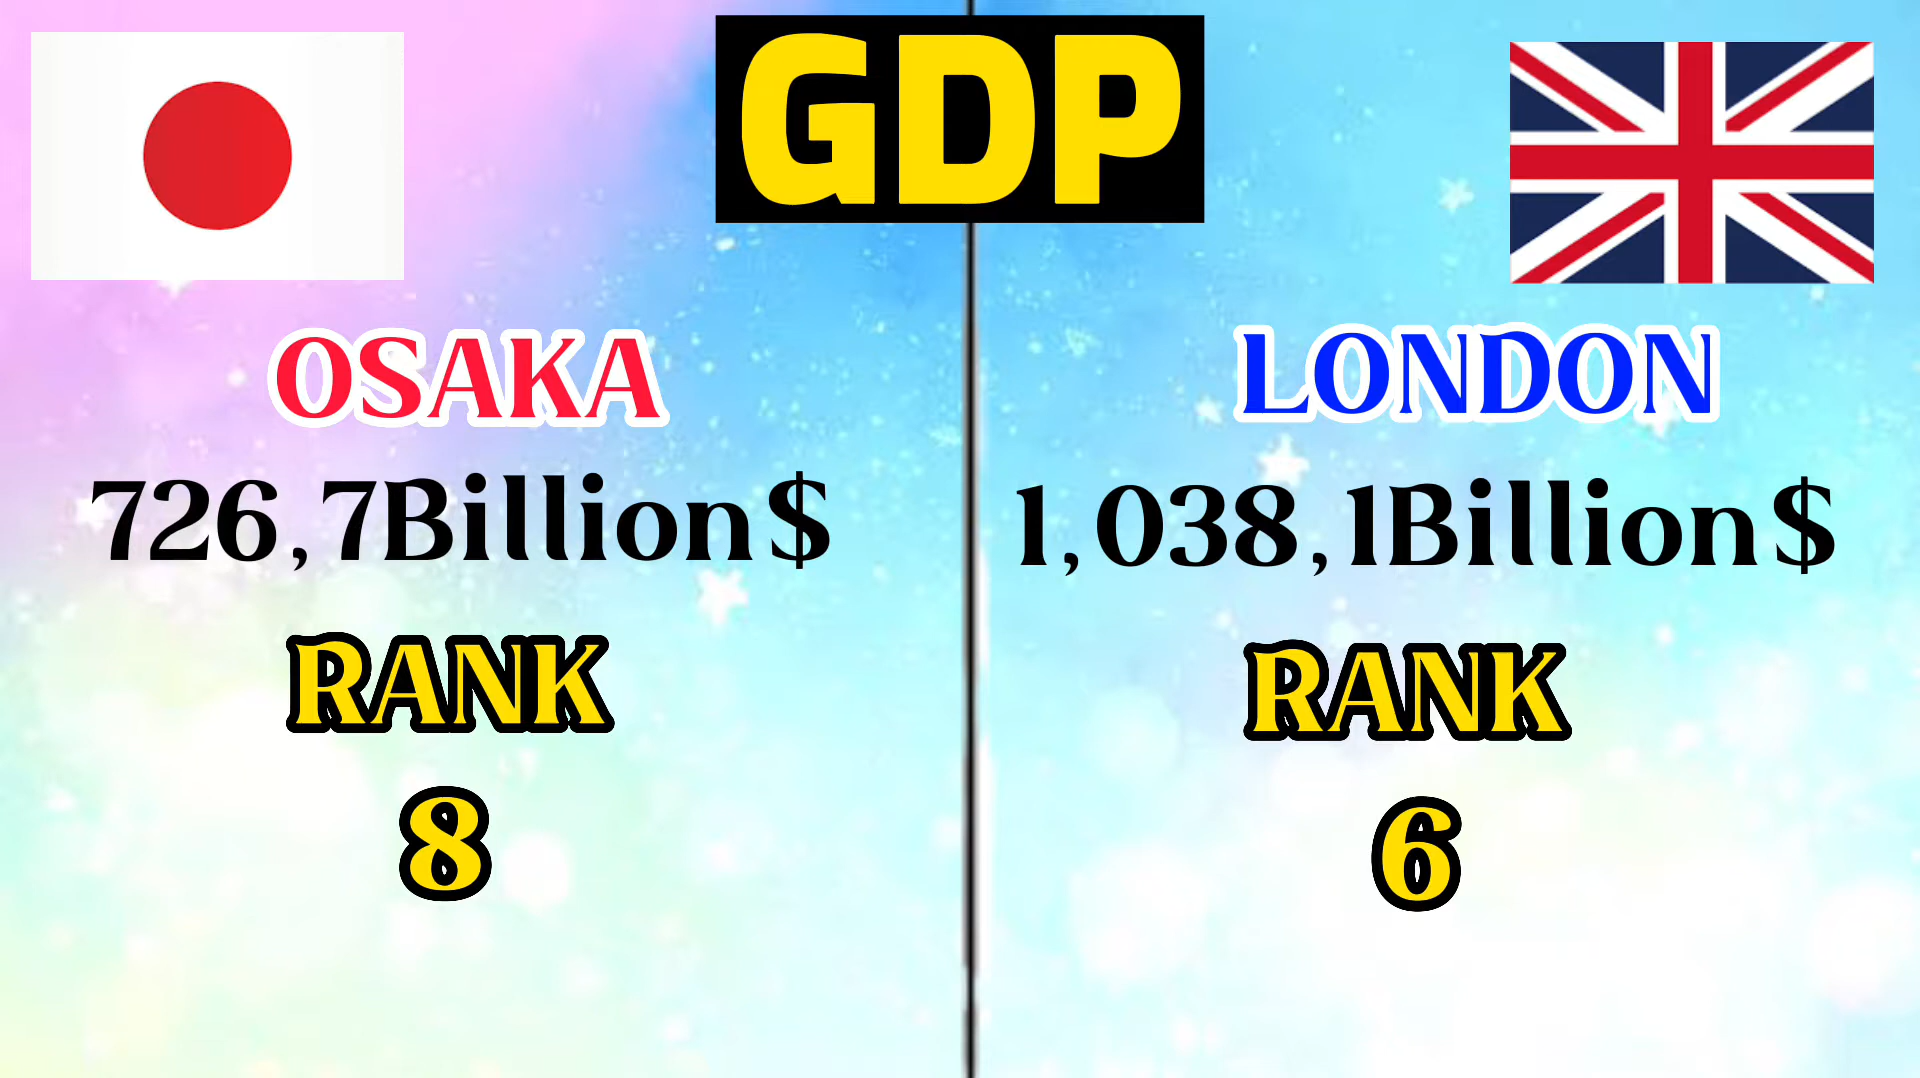 GDP
OSAKA
726,7Billion$
RANK
8
LONDON
1,038,1Billion$
RANK
6